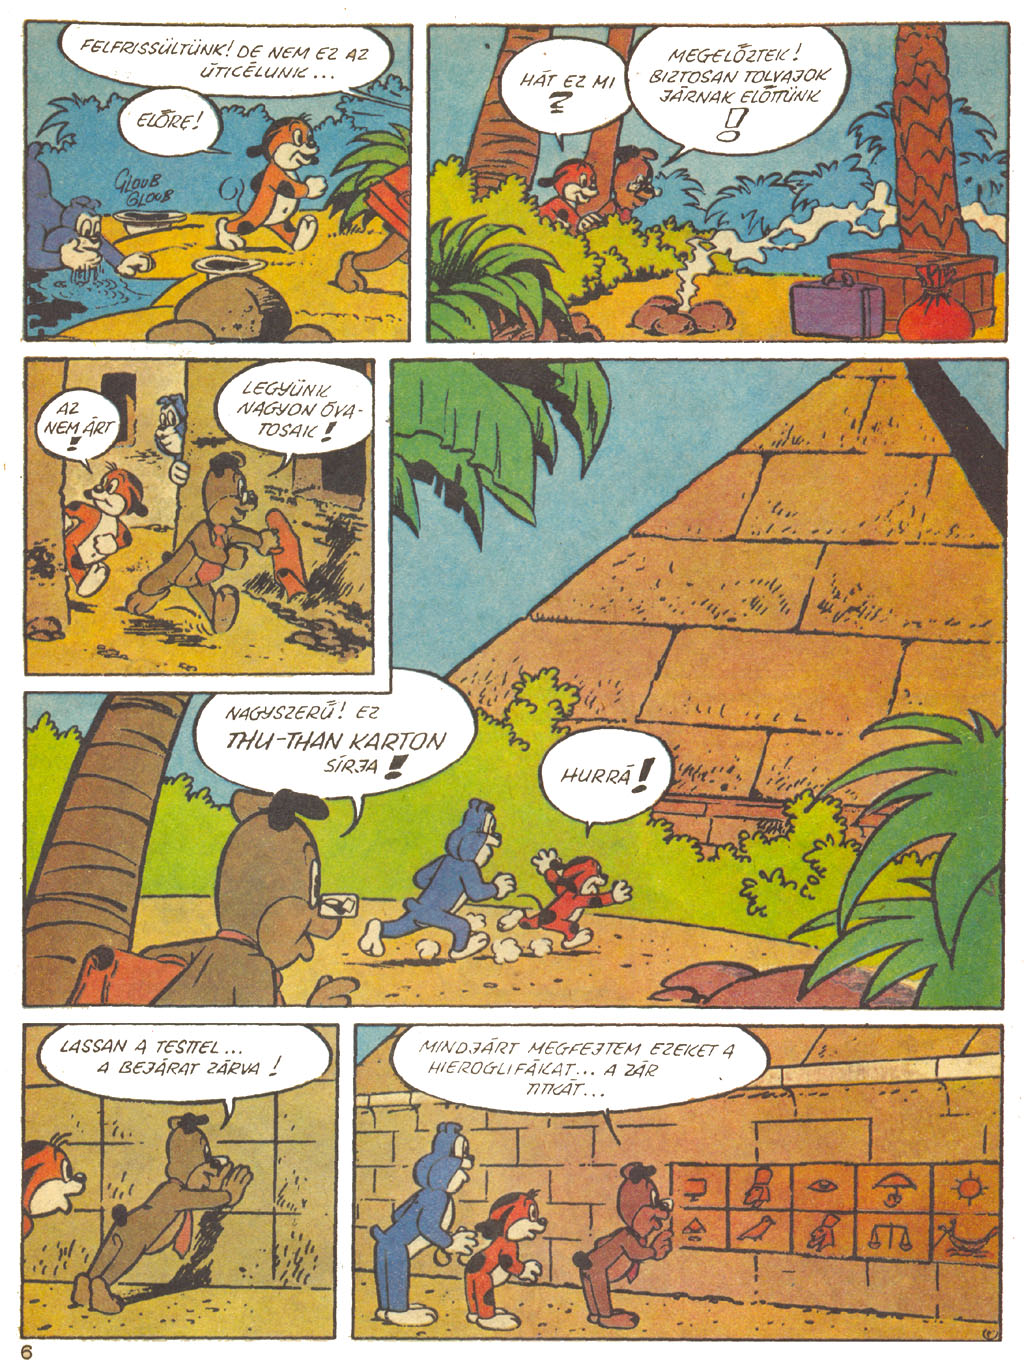 FELFRISSÜLTÜNK! DE NEM EZ AZ
ÚTICÉLUNK...
ELŐRE!
GLOUB
GLOUB
HÁT EZ MI
?
MEGELŐZTEK!
BIZTOSAN TOLVAJOK
JÁRNAK ELŐTTÜNK
!
AZ
NEM ÁRT
!
LEGYÜNK
NAGYON ÓVA-
TOSAK!
NAGYSZERŰ! EZ
THU-THAN KARTON
SÍRJA!
HURRÁ!
LASSAN A TESTTEL...
A BEJÁRAT ZÁRVA!
MINDJÁRT MEGFEJTEM EZEKET A
HIEROGLIFÁKAT... A ZÁR
TITKÁT...
6